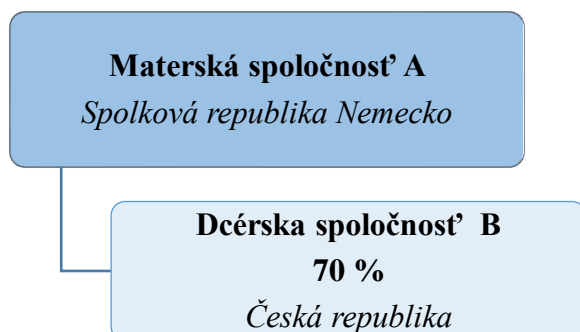 Materská spoločnosť A
Spolková republika Nemecko
Dcérska spoločnosť B
70 %
Česká republika